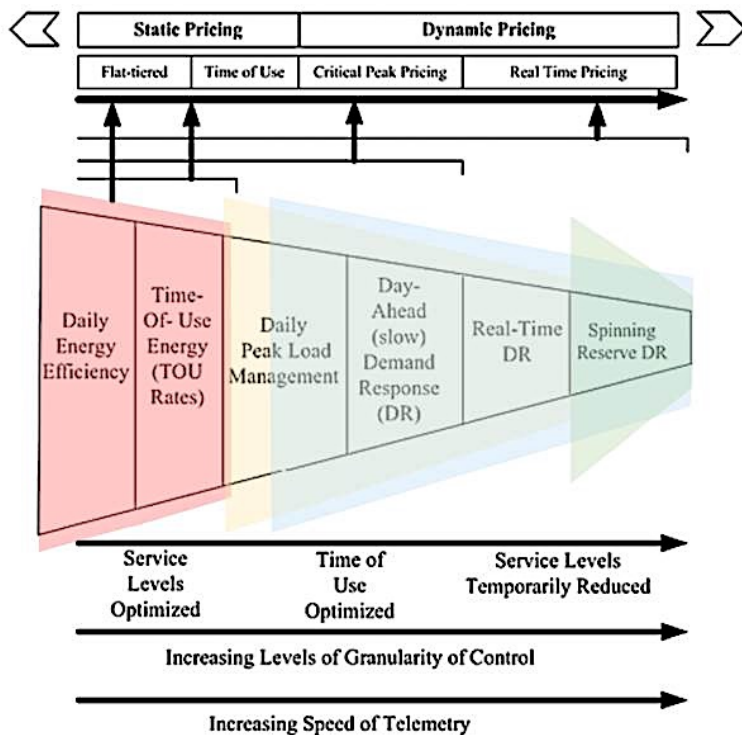 Static Pricing
Dynamic Pricing
Flat-tiered
Time of Use
Critical Peak Pricing
Real Time Pricing
Daily
Energy
Efficiency
Time-
Of- Use
Energy
(TOU
Rates)
Daily
Peak Load
Management
Day-
Ahead
(slow)
Demand
Response
(DR)
Real-Time
DR
Spinning
Reserve DR
Service
Levels
Optimized
Time of
Use
Optimized
Service Levels
Temporarily Reduced
Increasing Levels of Granularity of Control
Increasing Speed of Telemetry